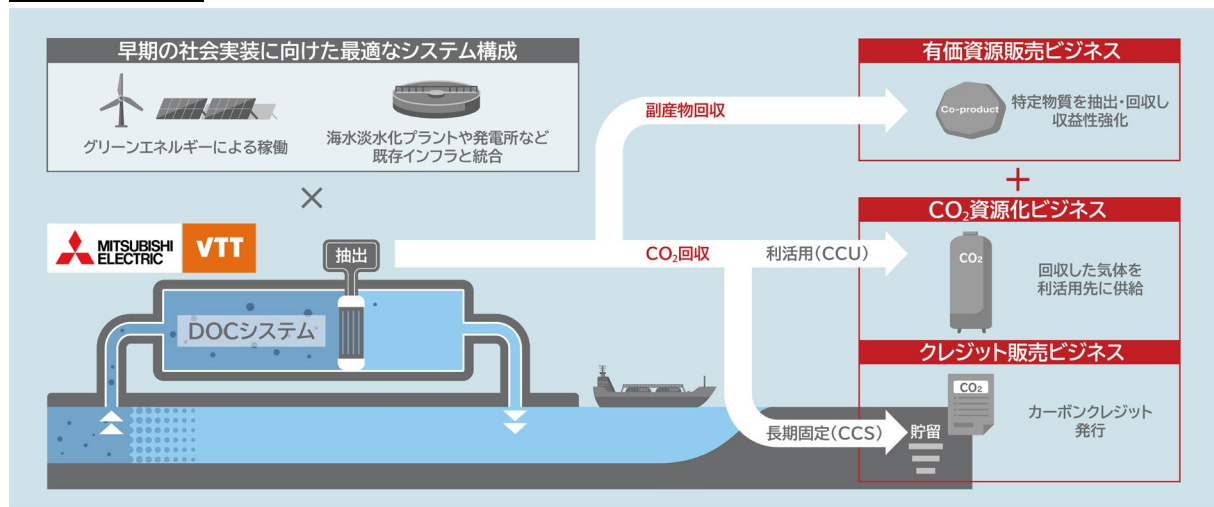 早期の社会実装に向けた最適なシステム構成
グリーンエネルギーによる稼働
海水淡水化プラントや発電所など
既存インフラと統合
×
MITSUBISHI
ELECTRIC
VTT
抽出
DOCシステム
副産物回収
CO₂回収
利活用(CCU)
長期固定(CCS)
貯留
有価資源販売ビジネス
Co-product
特定物質を抽出・回収し
収益性強化
+
CO₂資源化ビジネス
CO₂
回収した気体を
利活用先に供給
クレジット販売ビジネス
CO₂
カーボンクレジット
発行